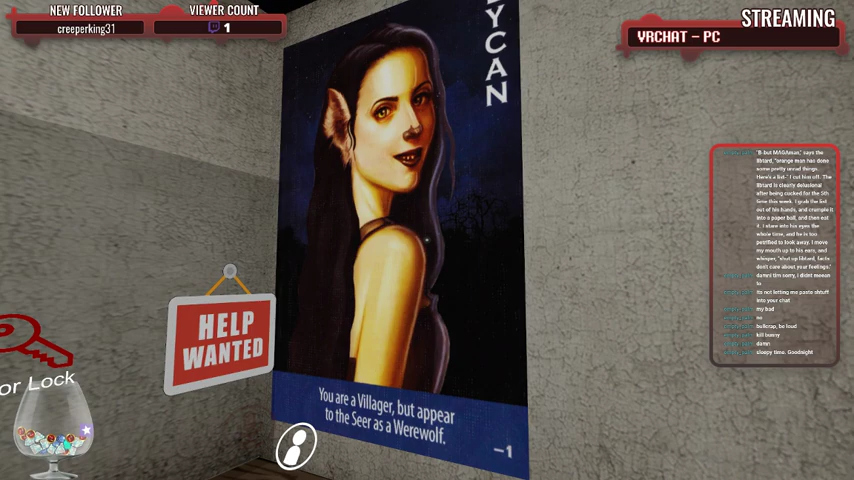 NEW FOLLOWER
creeperking31
VIEWER COUNT
1
STREAMING
VRCHAT - PC
LYCAN
HELP
WANTED
or Lock
You are a Villager, but appear
to the Seer as a Werewolf.
-1
"B-but MAGAman," says the
libtard, "orange man has done
some pretty unrad things.
Here's a list-" I cut him off. The
libtard is clearly delusional
after being cucked for the 5th
time this week. I grab the list
out of his hands, and crumple it
into a paper ball, and then eat
it. I stare into his eyes the
whole time, and he is too
petrified to look away. I move
my mouth up to his ears, and
whisper, "shut up libtard, facts
don't care about your feelings."
damn tim sorry, i didnt meean
to
its not letting me paste shtuff
into your chat
my bad
no
bullcrap, be loud
kill bunny
damn
sleepy time. Goodnight